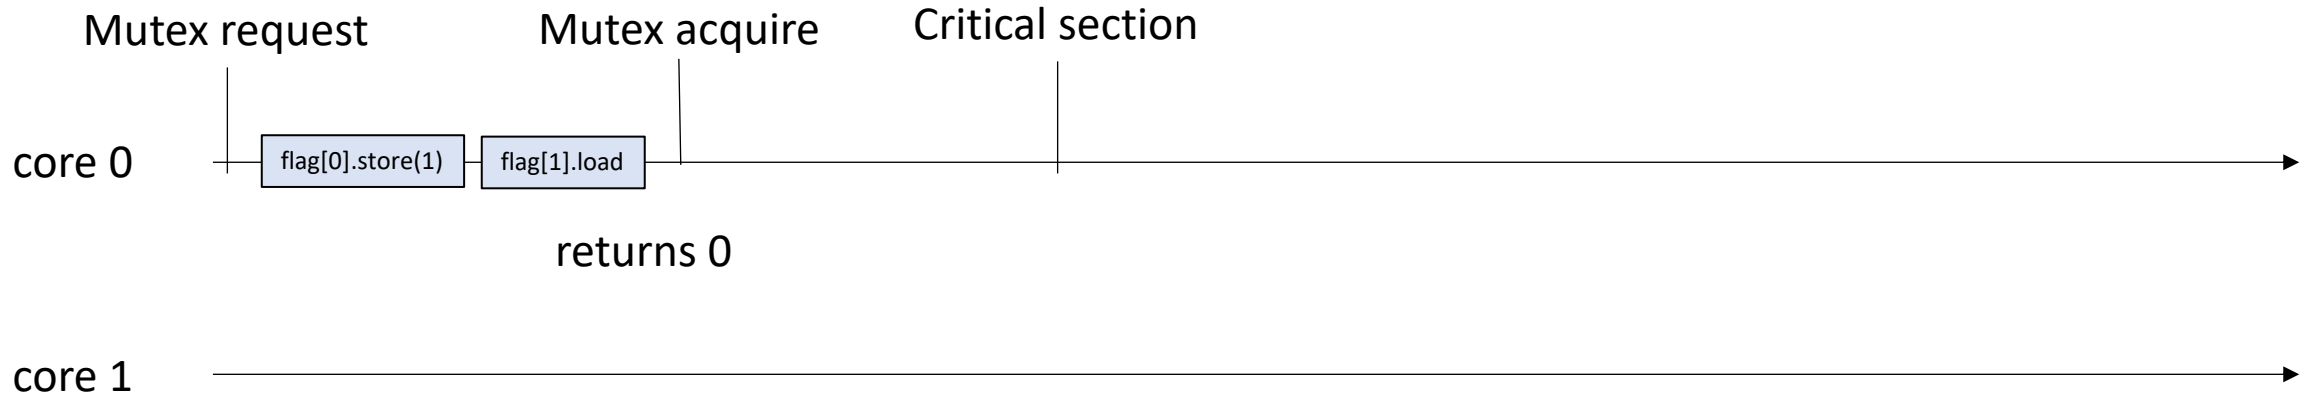 Mutex request
Mutex acquire
Critical section
core 0
flag[0].store(1)
flag[1].load
returns 0
core 1